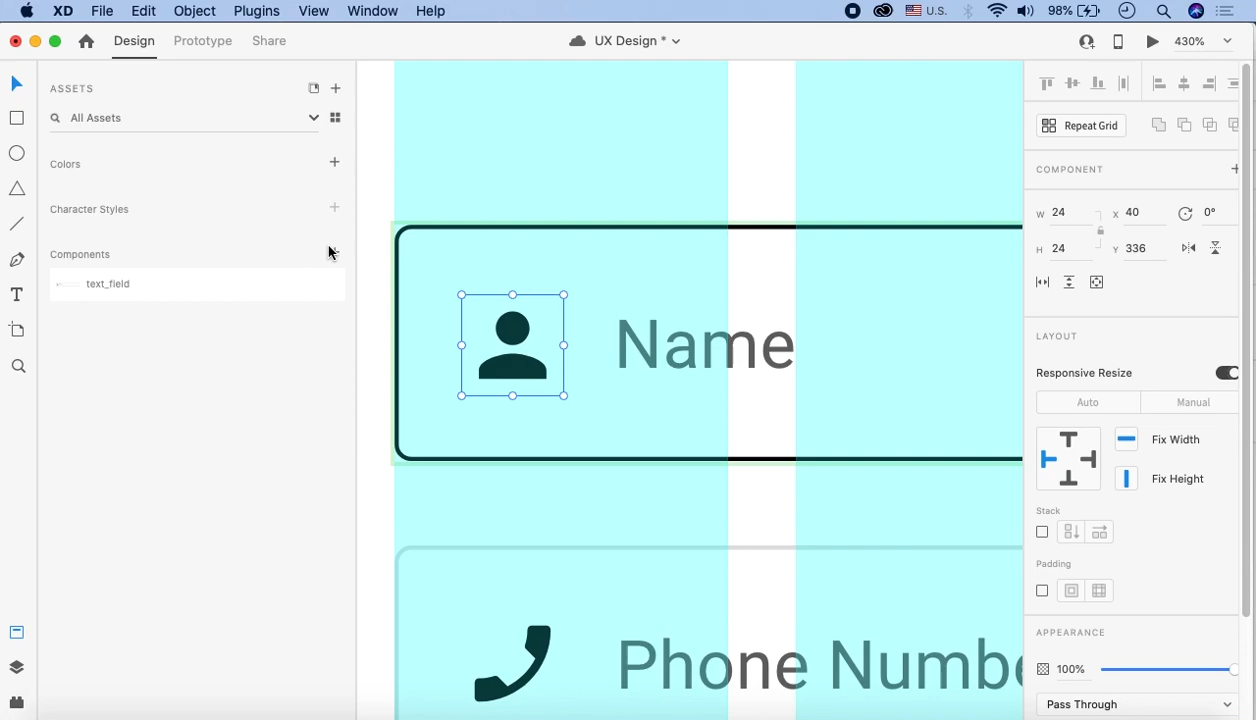 XD File Edit Object Plugins View Window Help U.S. 98%
Design Prototype Share UX Design * 430%
ASSETS
All Assets
Colors
Character Styles
Components
text_field
Name
Phone Numbe
Repeat Grid
COMPONENT
W 24 X 40 0°
H 24 Y 336
LAYOUT
Responsive Resize
Auto Manual
Fix Width
Fix Height
Stack
Padding
APPEARANCE
100%
Pass Through